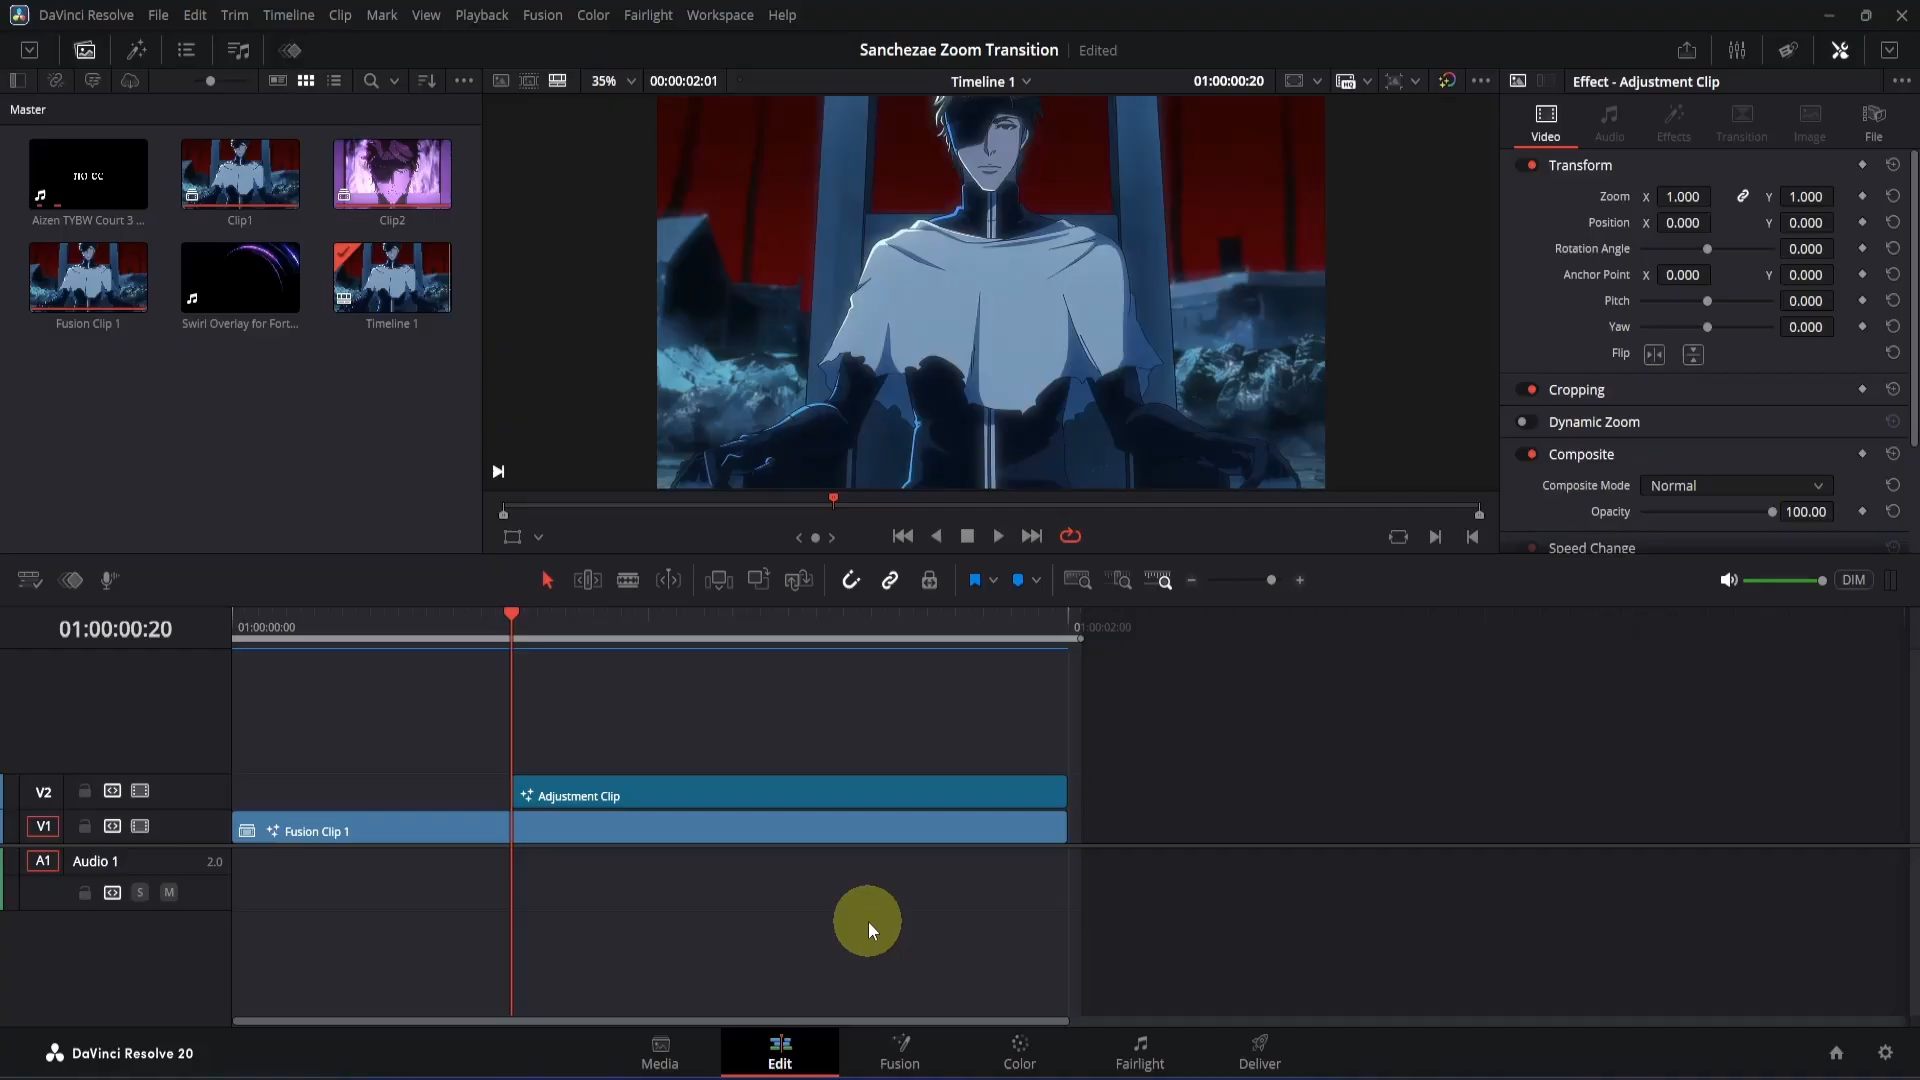 DaVinci Resolve File Edit Trim Timeline Clip Mark View Playback Fusion Color Fairlight Workspace Help
Sanchezae Zoom Transition Edited
35% 00:00:02:01 Timeline 1 01:00:00:20 Effect - Adjustment Clip
Master
Video Audio Effects Transition Image File
no cc
Aizen TYBW Court 3 ... Clip1 Clip2
Fusion Clip 1 Swirl Overlay for Fort... Timeline 1
Transform
Zoom X 1.000 Y 1.000
Position X 0.000 Y 0.000
Rotation Angle 0.000
Anchor Point X 0.000 Y 0.000
Pitch 0.000
Yaw 0.000
Flip
Cropping
Dynamic Zoom
Composite
Composite Mode Normal
Opacity 100.00
Speed Change
DIM
01:00:00:20 01:00:00:00 01:00:02:00
V2 Adjustment Clip
V1 Fusion Clip 1
A1 Audio 1 2.0
S M
DaVinci Resolve 20 Media Edit Fusion Color Fairlight Deliver